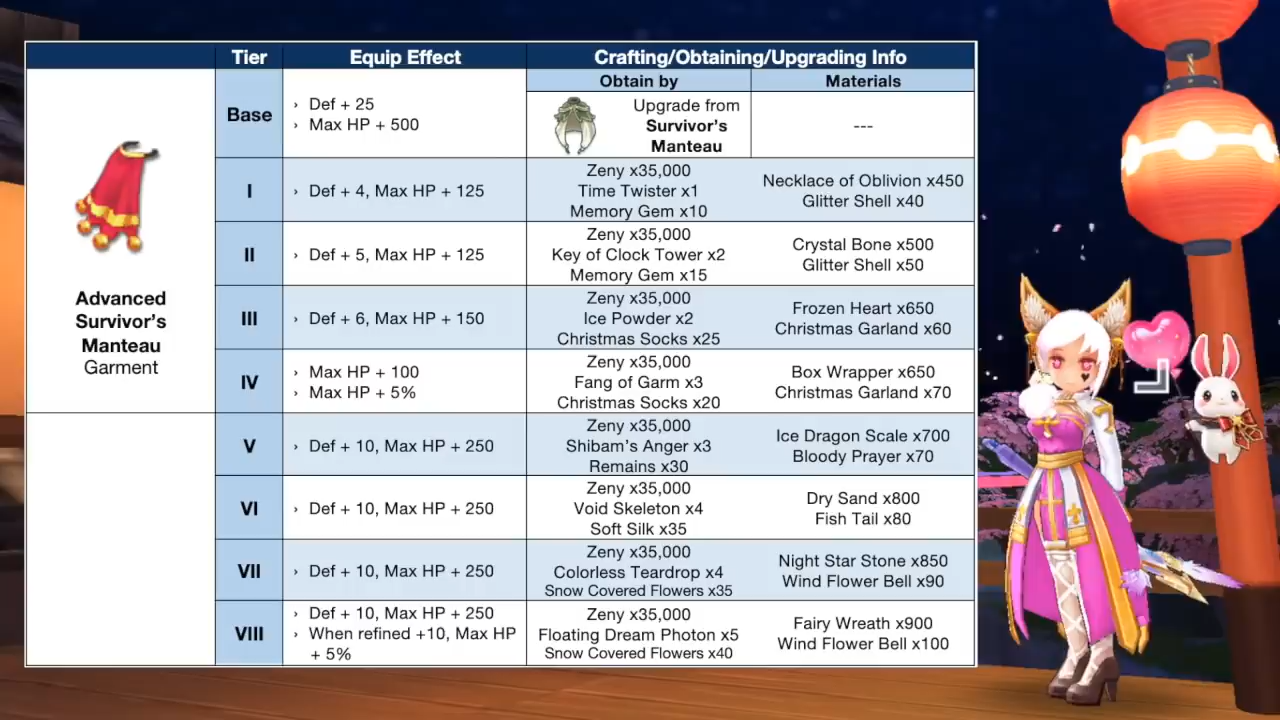 Tier Equip Effect Crafting/Obtaining/Upgrading Info
Obtain by Materials
Base
› Def + 25
› Max HP + 500
Upgrade from
Survivor's
Manteau
---
Advanced
Survivor's
Manteau
Garment
I
› Def + 4, Max HP + 125
Zeny x35,000
Time Twister x1
Memory Gem x10
Necklace of Oblivion x450
Glitter Shell x40
II
› Def + 5, Max HP + 125
Zeny x35,000
Key of Clock Tower x2
Memory Gem x15
Crystal Bone x500
Glitter Shell x50
III
› Def + 6, Max HP + 150
Zeny x35,000
Ice Powder x2
Christmas Socks x25
Frozen Heart x650
Christmas Garland x60
IV
› Max HP + 100
› Max HP + 5%
Zeny x35,000
Fang of Garm x3
Christmas Socks x20
Box Wrapper x650
Christmas Garland x70
V
› Def + 10, Max HP + 250
Zeny x35,000
Shibam's Anger x3
Remains x30
Ice Dragon Scale x700
Bloody Prayer x70
VI
› Def + 10, Max HP + 250
Zeny x35,000
Void Skeleton x4
Soft Silk x35
Dry Sand x800
Fish Tail x80
VII
› Def + 10, Max HP + 250
Zeny x35,000
Colorless Teardrop x4
Snow Covered Flowers x35
Night Star Stone x850
Wind Flower Bell x90
VIII
› Def + 10, Max HP + 250
› When refined +10, Max HP
+ 5%
Zeny x35,000
Floating Dream Photon x5
Snow Covered Flowers x40
Fairy Wreath x900
Wind Flower Bell x100